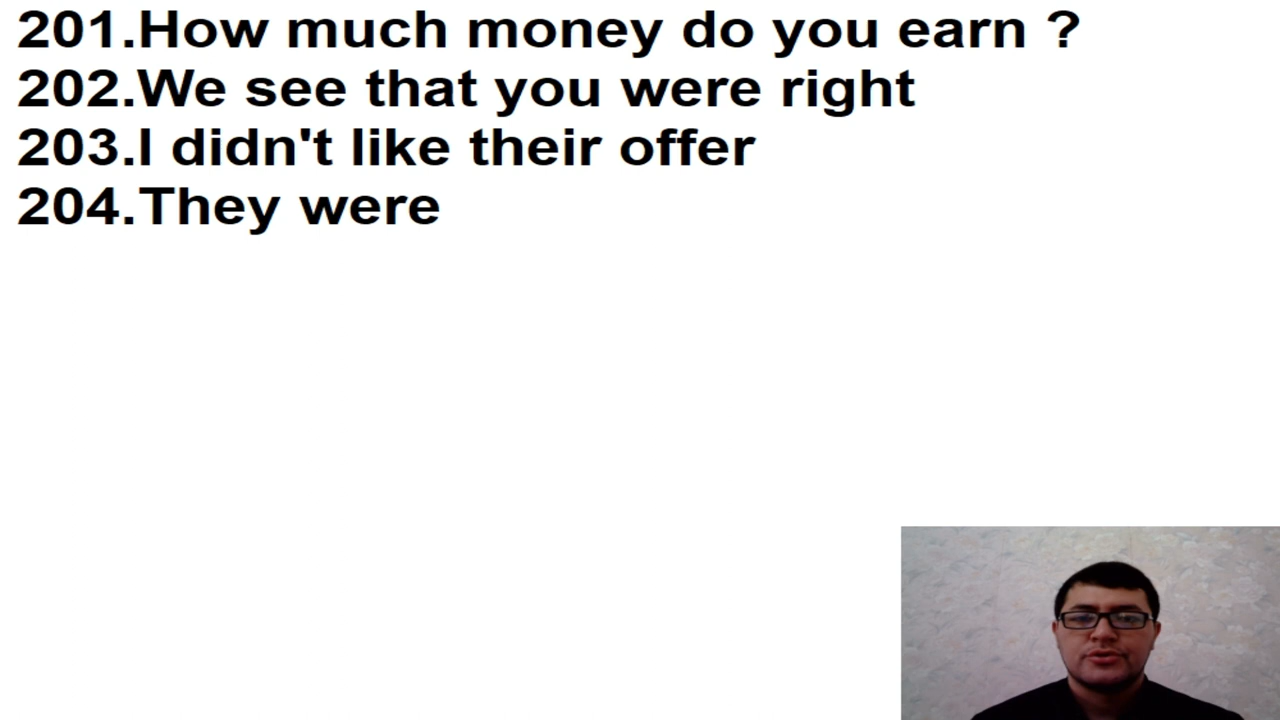 201.How much money do you earn ?
202.We see that you were right
203.I didn't like their offer
204.They were